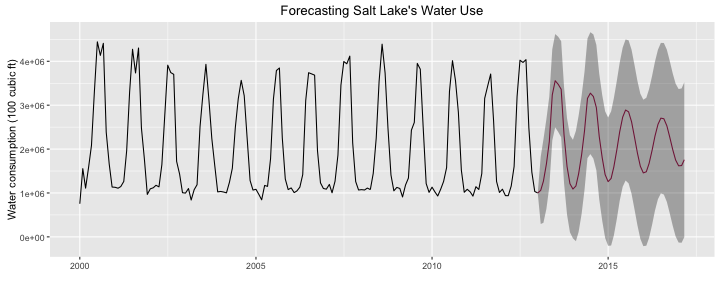 Forecasting Salt Lake's Water Use
Water consumption (100 cubic ft)
4e+06
3e+06
2e+06
1e+06
0e+00
2000
2005
2010
2015